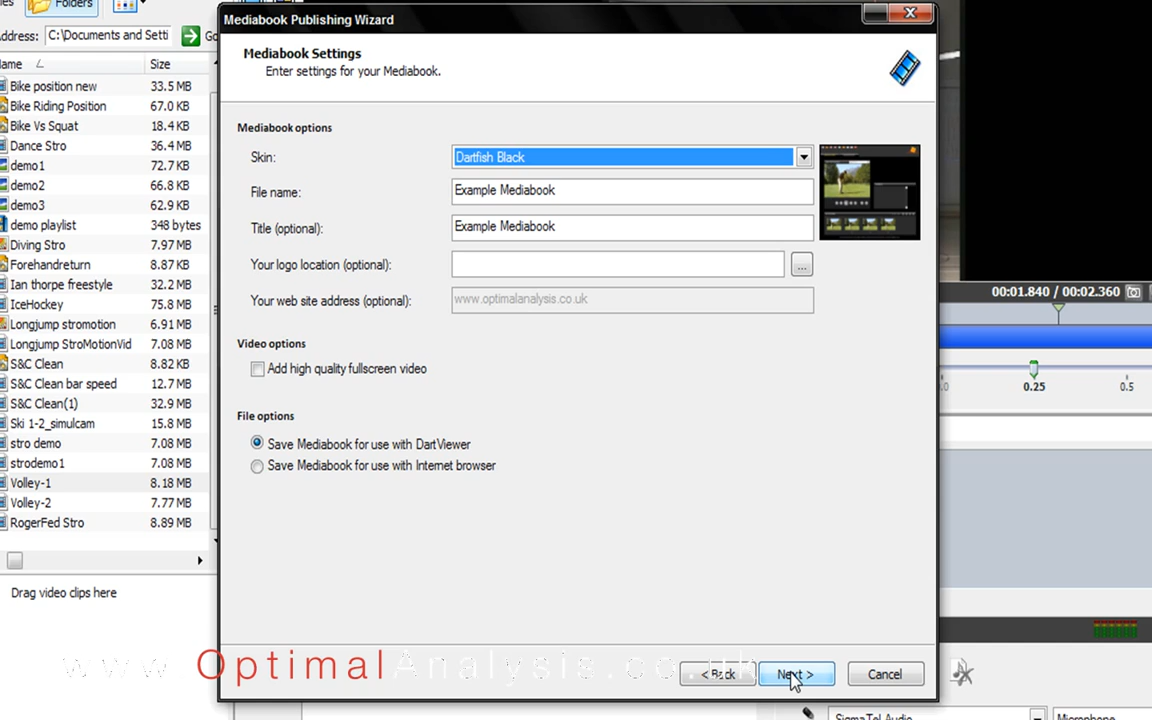 Folders
Address: C:\Documents and Setti Go
Name Size
Bike position new 33.5 MB
Bike Riding Position 67.0 KB
Bike Vs Squat 18.4 KB
Dance Stro 36.4 MB
demo1 72.7 KB
demo2 66.8 KB
demo3 62.9 KB
demo playlist 348 bytes
Diving Stro 7.97 MB
Forehandreturn 8.87 KB
Ian thorpe freestyle 32.2 MB
IceHockey 75.8 MB
Longjump stromotion 6.91 MB
Longjump StroMotionVid 7.08 MB
S&C Clean 8.82 KB
S&C Clean bar speed 12.7 MB
S&C Clean(1) 32.9 MB
Ski 1-2_simulcam 15.8 MB
stro demo 7.08 MB
strodemo1 7.08 MB
Volley-1 8.18 MB
Volley-2 7.77 MB
RogerFed Stro 8.89 MB
Drag video clips here
Mediabook Publishing Wizard
Mediabook Settings
Enter settings for your Mediabook.
Mediabook options
Skin: Dartfish Black
File name: Example Mediabook
Title (optional): Example Mediabook
Your logo location (optional): ...
Your web site address (optional): www.optimalanalysis.co.uk
Video options
Add high quality fullscreen video
File options
Save Mediabook for use with DartViewer
Save Mediabook for use with Internet browser
< Back Next > Cancel
www OptimalAnalysis.co.uk
00:01.840 / 00:02.360
0.25 0.5
SigmaTel Audio Microphone